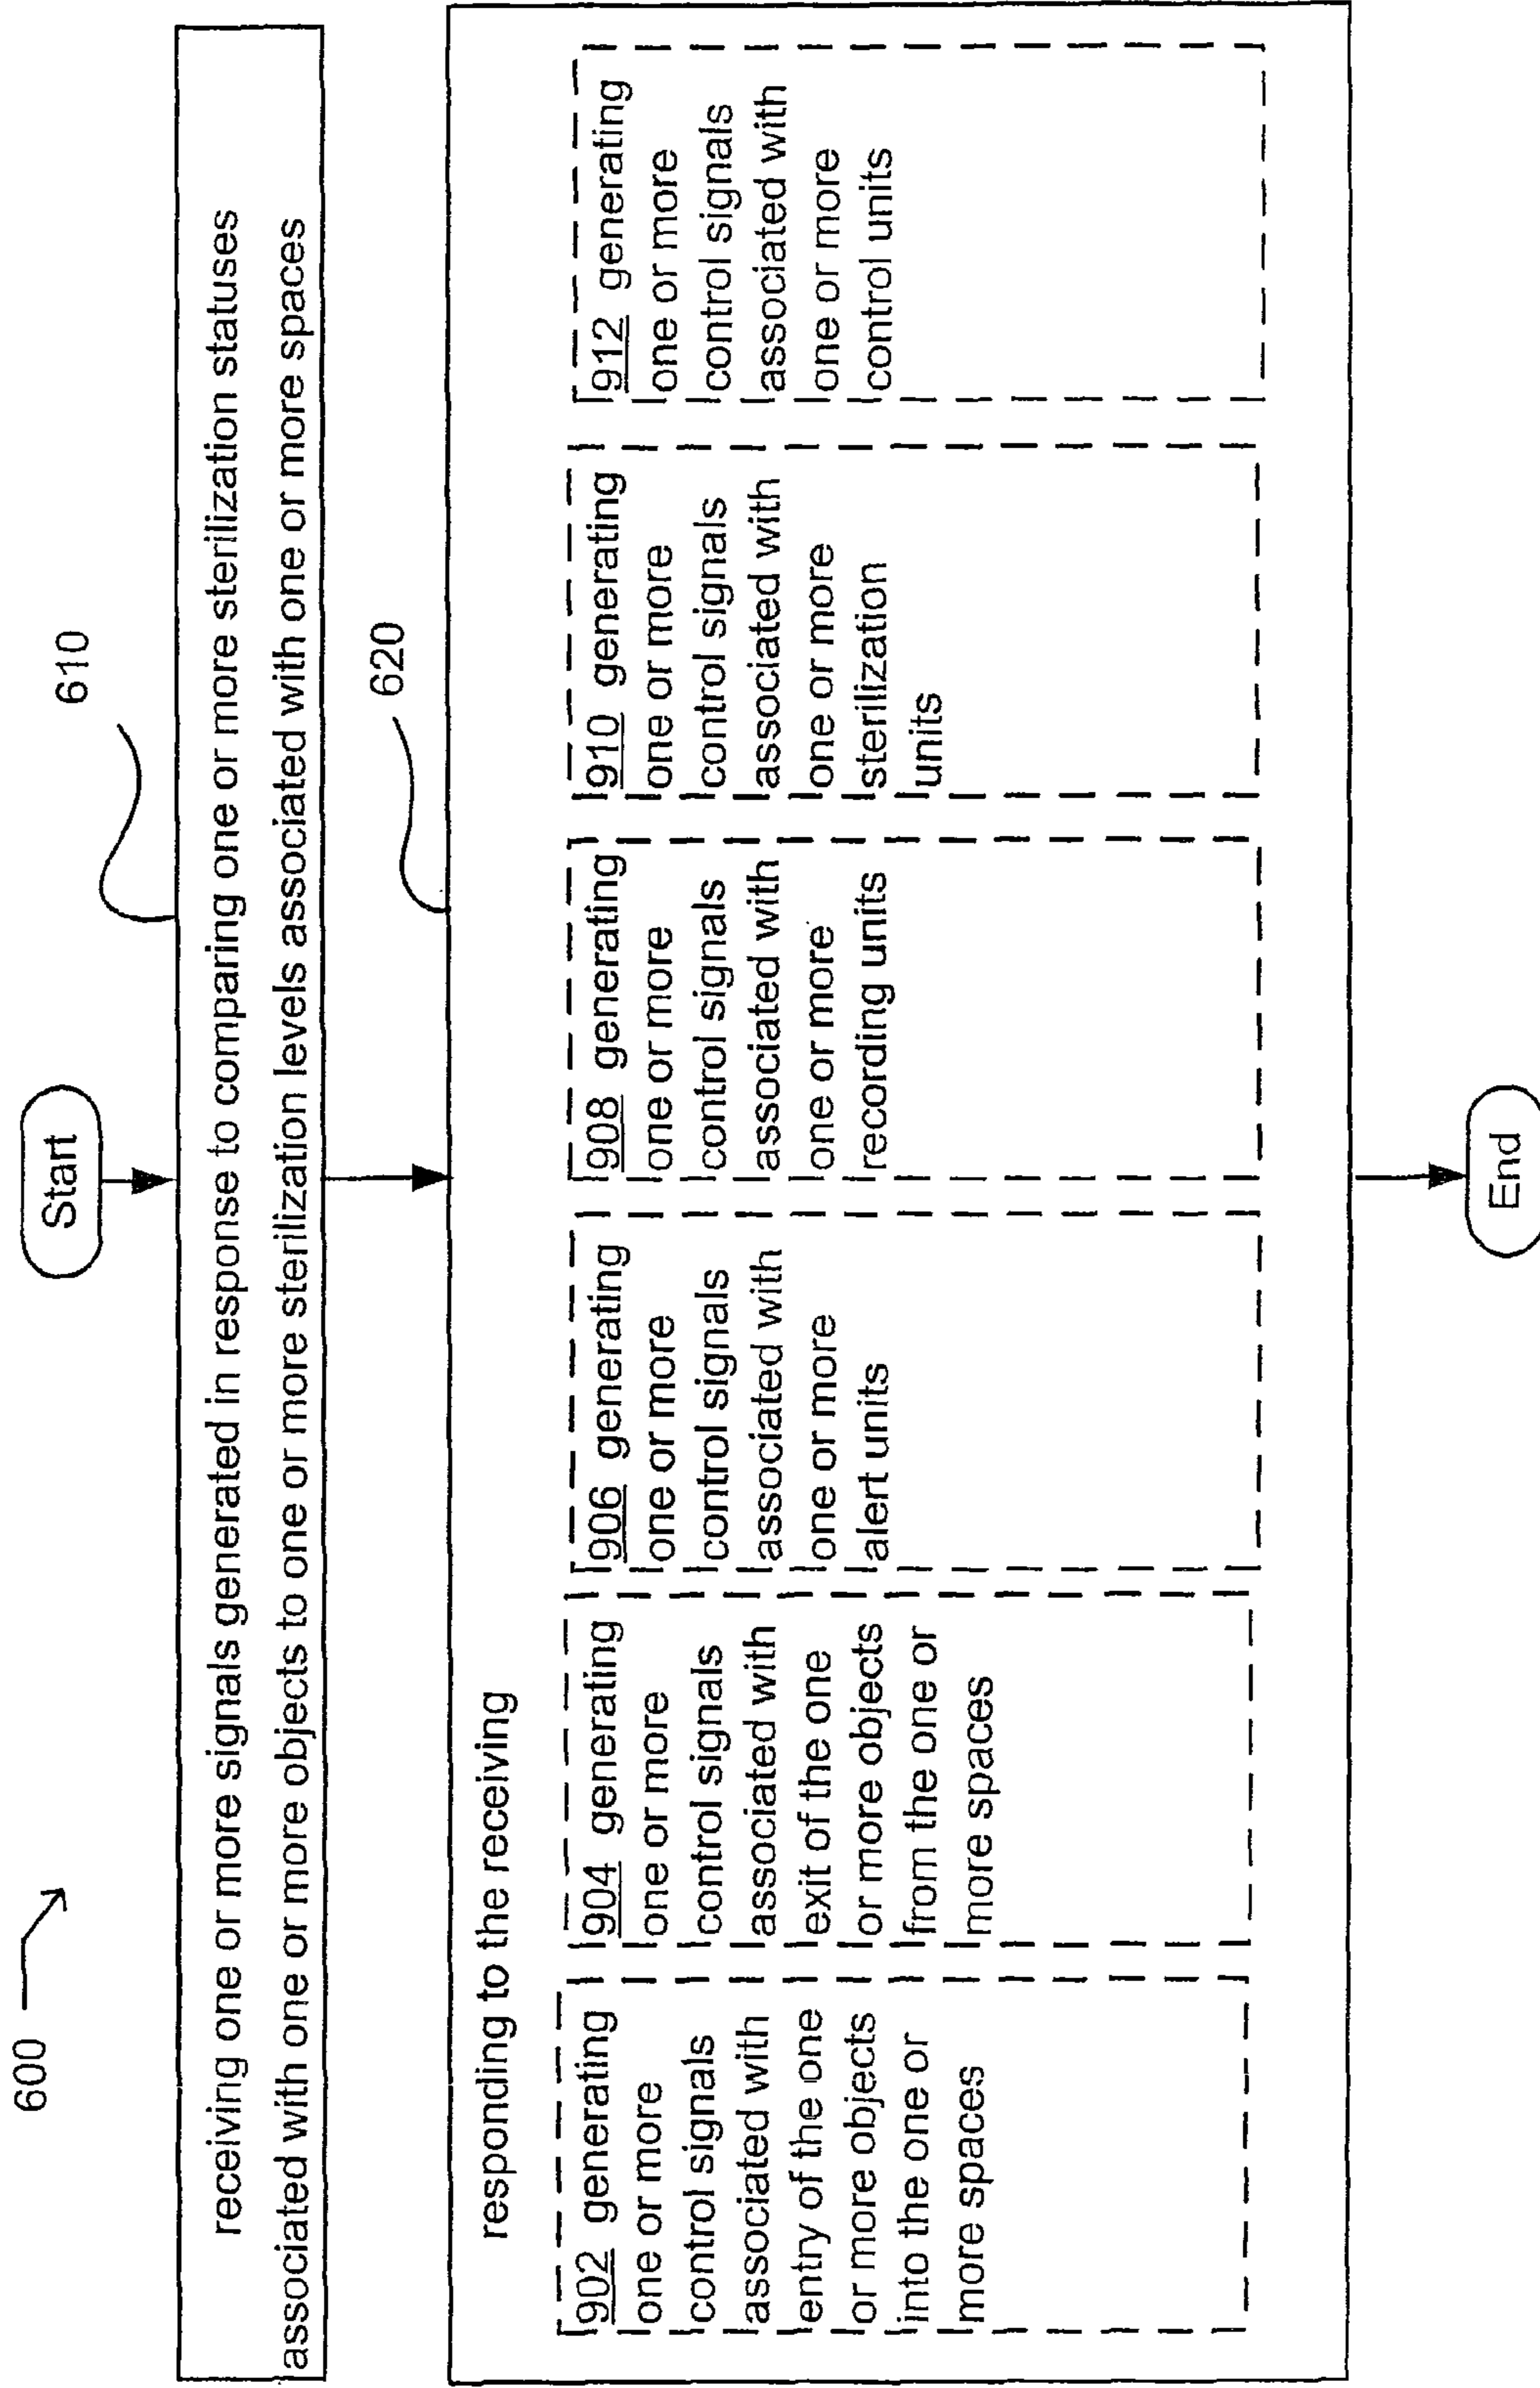 600
Start
610
receiving one or more signals generated in response to comparing one or more sterilization statuses
associated with one or more objects to one or more sterilization levels associated with one or more spaces
620
responding to the receiving
902 generating
one or more
control signals
associated with
entry of the one
or more objects
into the one or
more spaces
904 generating
one or more
control signals
associated with
exit of the one
or more objects
from the one or
more spaces
906 generating
one or more
control signals
associated with
one or more
alert units
908 generating
one or more
control signals
associated with
one or more
recording units
910 generating
one or more
control signals
associated with
one or more
sterilization
units
912 generating
one or more
control signals
associated with
one or more
control units
End